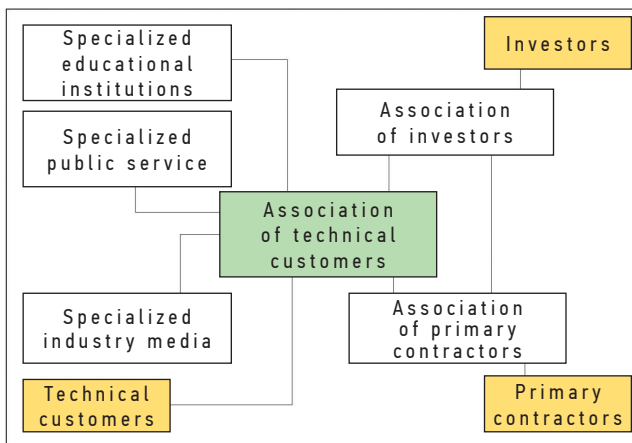 Specialized
educational
institutions
Investors
Association
of investors
Specialized
public service
Association
of technical
customers
Specialized
industry media
Association
of primary
contractors
Technical
customers
Primary
contractors